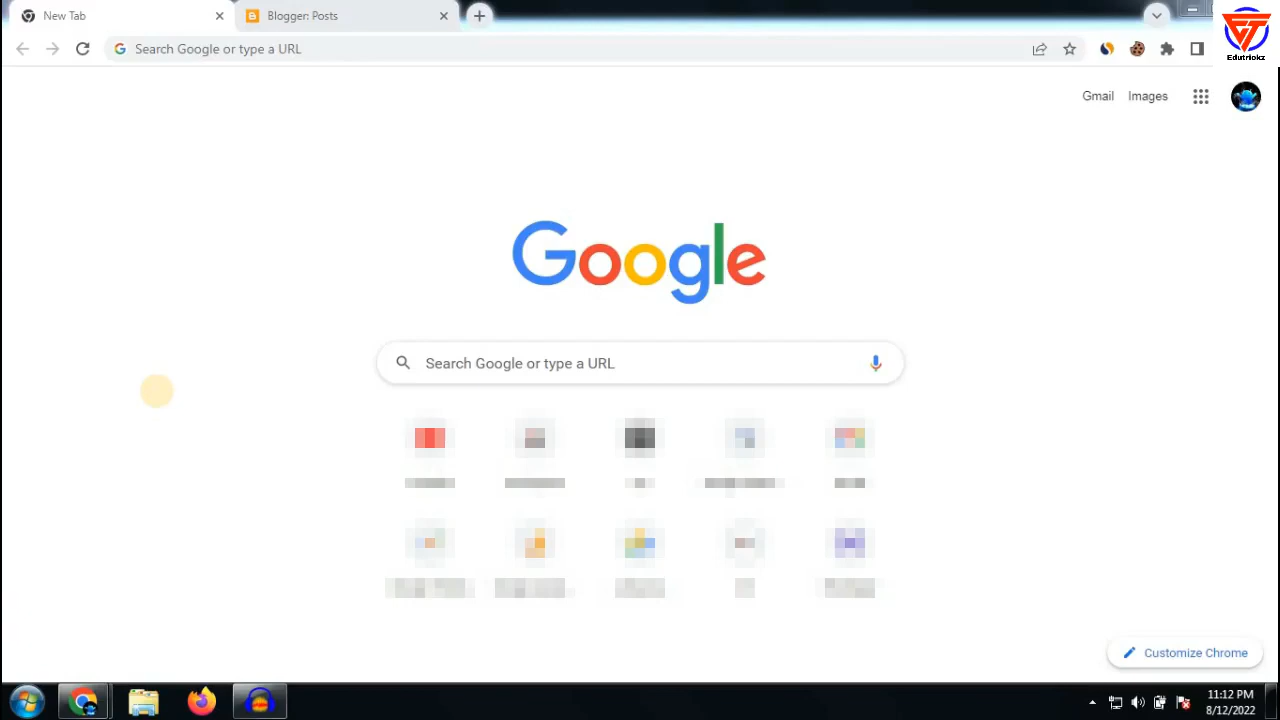 New Tab
Blogger: Posts
Search Google or type a URL
Edutrickz
Gmail
Images
Google
Search Google or type a URL
Customize Chrome
11:12 PM
8/12/2022